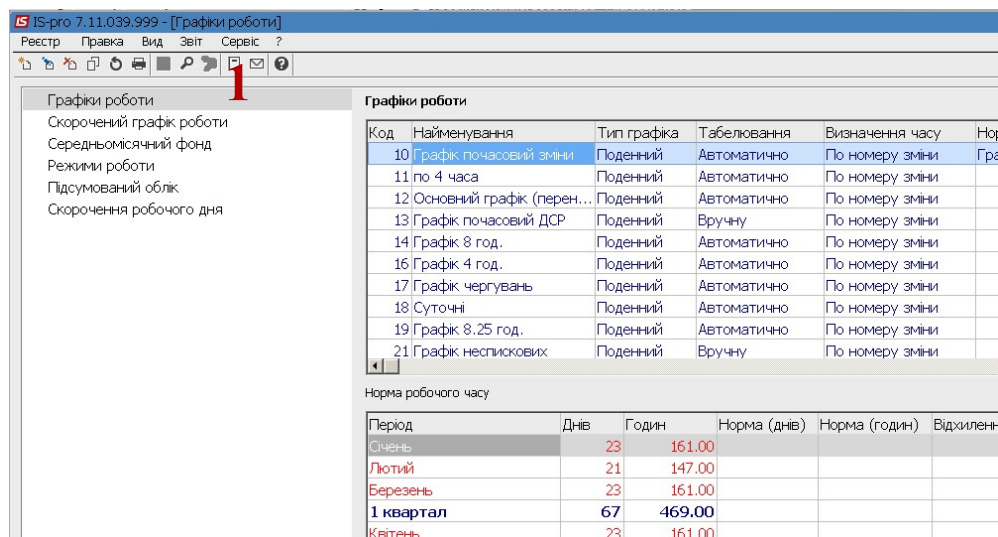 IS-pro 7.11.039.999 - [Графіки роботи]
Реєстр Правка Вид Звіт Сервіс ?
1
Графіки роботи
Скорочений графік роботи
Середньомісячний фонд
Режими роботи
Підсумований облік
Скорочення робочого дня
Графіки роботи
Код Найменування Тип графіка Табелювання Визначення часу
10 Графік почасовий зміни Поденний Автоматично По номеру зміни
11 по 4 часа Поденний Автоматично По номеру зміни
12 Основний графік (перен... Поденний Автоматично По номеру зміни
13 Графік почасовий ДСР Поденний Вручну По номеру зміни
14 Графік 8 год. Поденний Автоматично По номеру зміни
16 Графік 4 год. Поденний Автоматично По номеру зміни
17 Графік чергувань Поденний Автоматично По номеру зміни
18 Суточні Поденний Автоматично По номеру зміни
19 Графік 8.25 год. Поденний Автоматично По номеру зміни
21 Графік неспискових Поденний Вручну По номеру зміни
Норма робочого часу
Період Днів Годин Норма (днів) Норма (годин) Відхиленн
Січень 23 161.00
Лютий 21 147.00
Березень 23 161.00
1 квартал 67 469.00
Квітень 23 161.00